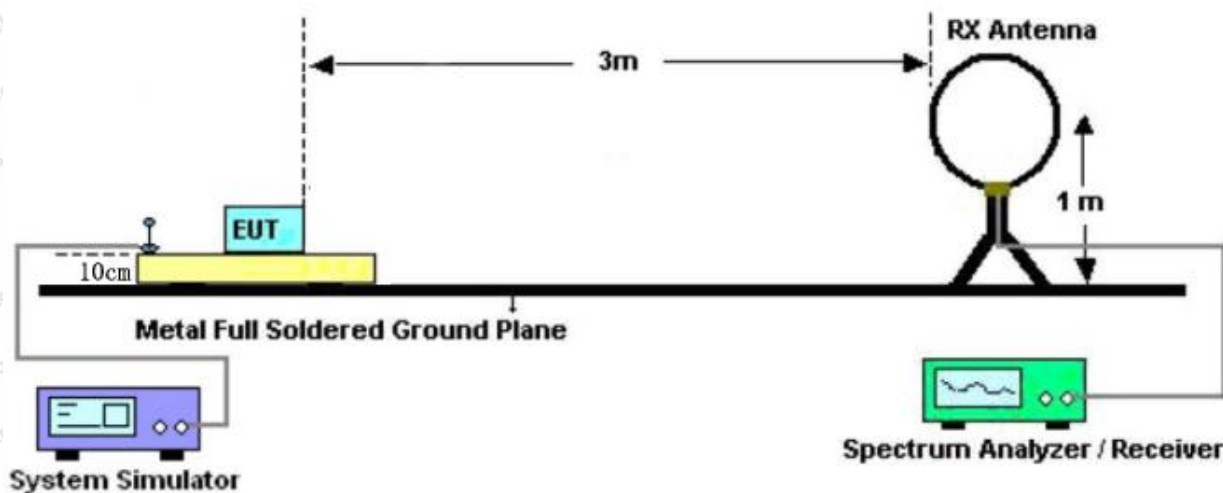 RX Antenna
3m
1 m
EUT
10cm
Metal Full Soldered Ground Plane
System Simulator
Spectrum Analyzer / Receiver